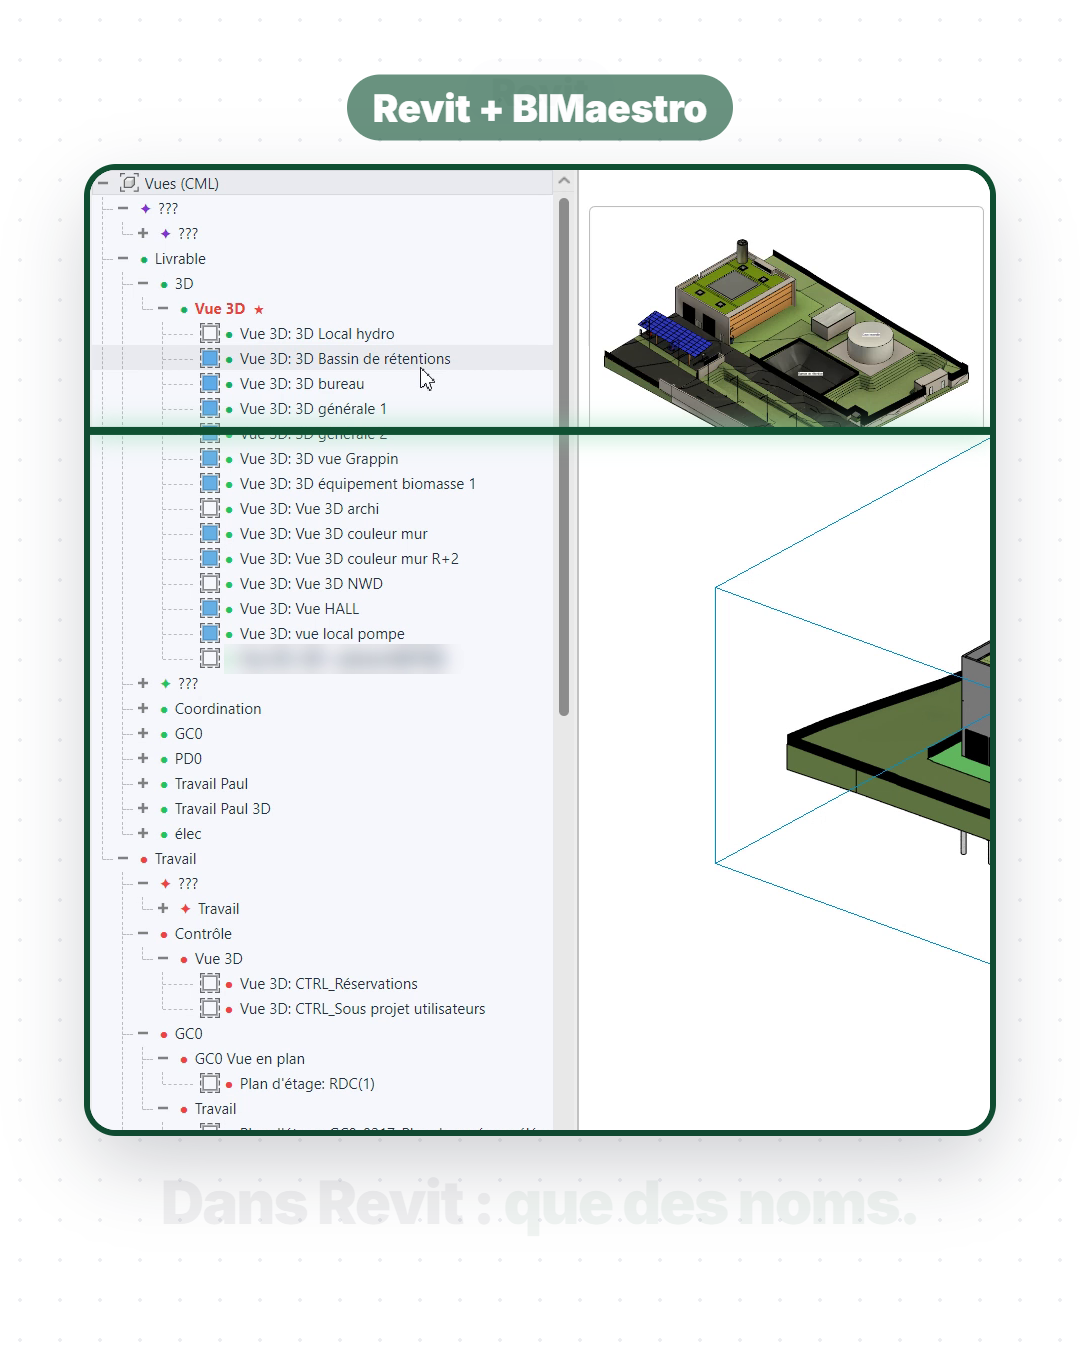 Revit + BIMaestro
Vues (CML)
???
???
Livrable
3D
Vue 3D ★
Vue 3D: 3D Local hydro
Vue 3D: 3D Bassin de rétentions
Vue 3D: 3D bureau
Vue 3D: 3D générale 1
Vue 3D: 3D générale 2
Vue 3D: 3D vue Grappin
Vue 3D: 3D équipement biomasse 1
Vue 3D: Vue 3D archi
Vue 3D: Vue 3D couleur mur
Vue 3D: Vue 3D couleur mur R+2
Vue 3D: Vue 3D NWD
Vue 3D: Vue HALL
Vue 3D: vue local pompe
???
Coordination
GC0
PD0
Travail Paul
Travail Paul 3D
élec
Travail
???
Travail
Contrôle
Vue 3D
Vue 3D: CTRL_Réservations
Vue 3D: CTRL_Sous projet utilisateurs
GC0
GC0 Vue en plan
Plan d'étage: RDC(1)
Travail
Dans Revit : que des noms.